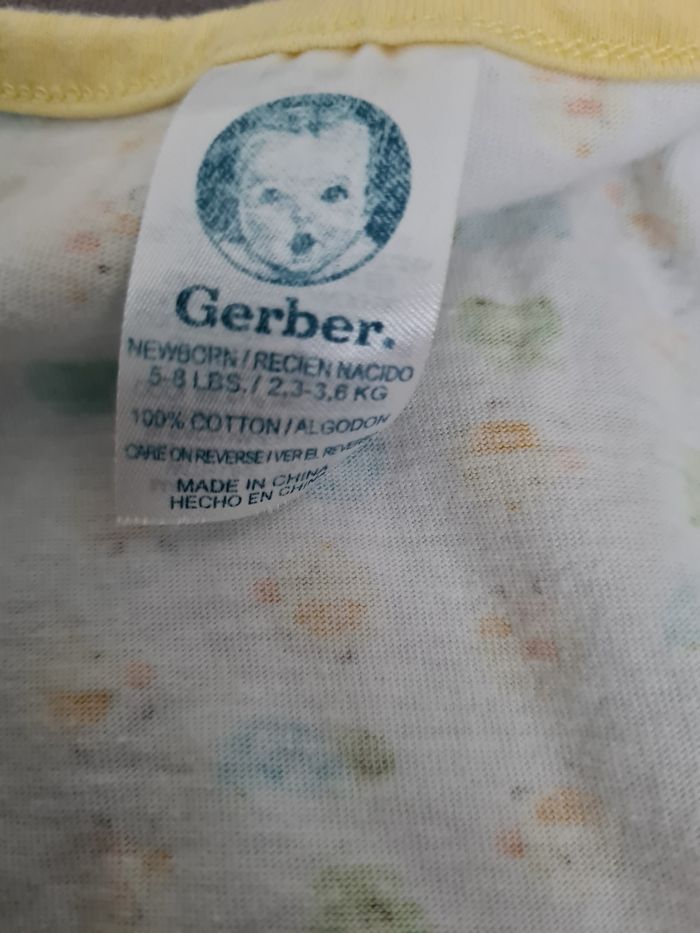 Gerber.
NEWBORN / RECIEN NACIDO
5-8 LBS. / 2,3-3,6 KG
100% COTTON / ALGODON
CARE ON REVERSE / VER EL REVERSE
MADE IN CHINA
HECHO EN CHINA